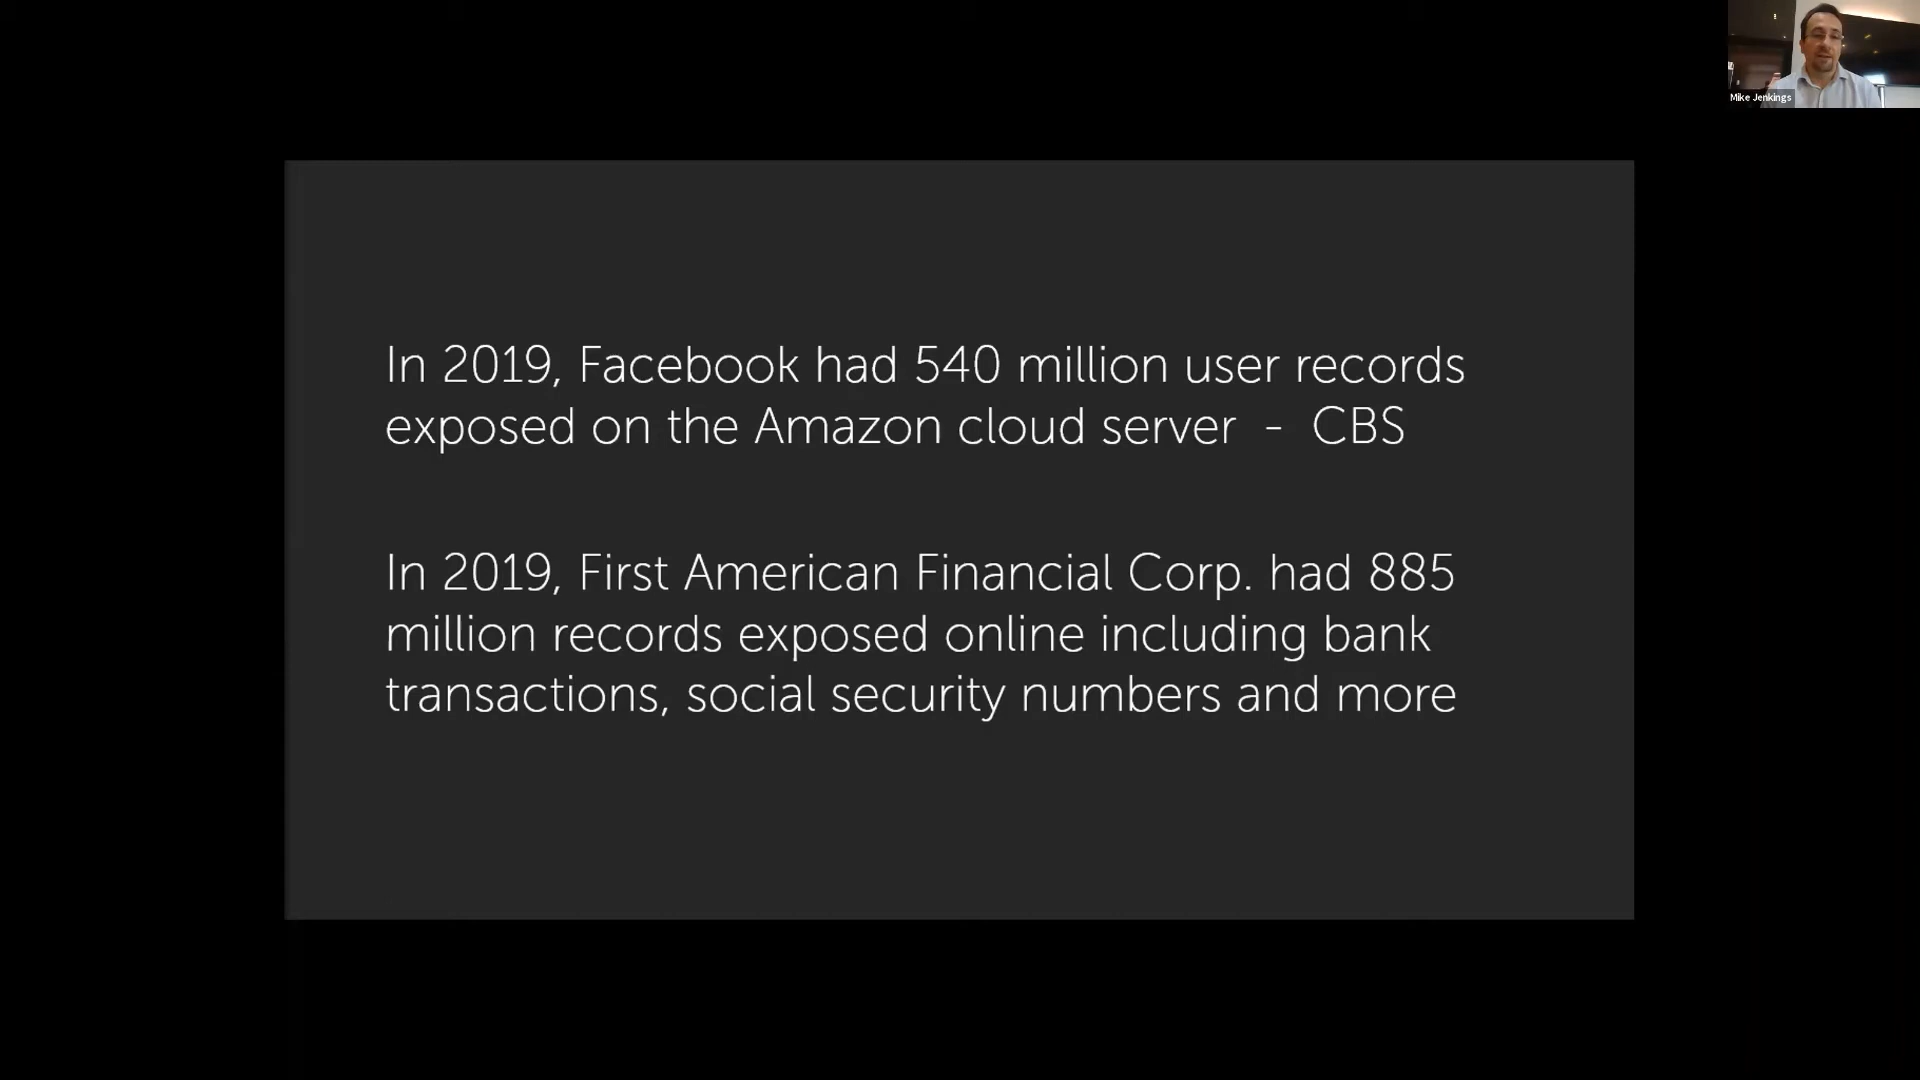 Mike Jenkings
In 2019, Facebook had 540 million user records
exposed on the Amazon cloud server - CBS
In 2019, First American Financial Corp. had 885
million records exposed online including bank
transactions, social security numbers and more